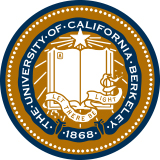 THE UNIVERSITY OF CALIFORNIA BERKELEY
LET THERE BE LIGHT
·1868·